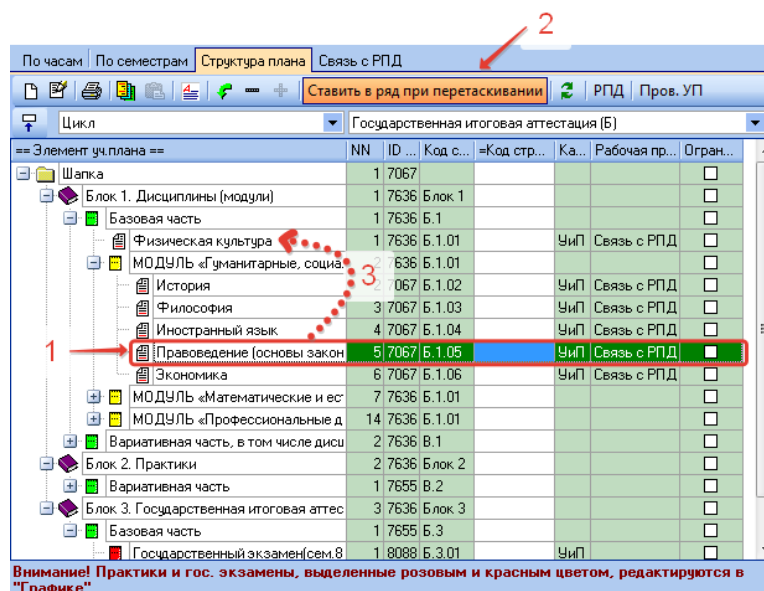 2
По часам По семестрам Структура плана Связь с РПД
Ставить в ряд при перетаскивании РПД Пров. УП
Цикл Государственная итоговая аттестация (Б)
== Элемент уч.плана == NN ID ... Код с... =Код стр... Ка... Рабочая пр... Огран...
Шапка 1 7067
Блок 1. Дисциплины (модули) 1 7636 Блок 1
Базовая часть 1 7636 Б.1
Физическая культура 1 7636 Б.1.01 УиП Связь с РПД
МОДУЛЬ «Гуманитарные, социа 2 7636 Б.1.01
3
История 2 7067 Б.1.02 УиП Связь с РПД
Философия 3 7067 Б.1.03 УиП Связь с РПД
Иностранный язык 4 7067 Б.1.04 УиП Связь с РПД
1 Правоведение (основы закон 5 7067 Б.1.05 УиП Связь с РПД
Экономика 6 7067 Б.1.06 УиП Связь с РПД
МОДУЛЬ «Математические и ес 7 7636 Б.1.01
МОДУЛЬ «Профессиональные д 14 7636 Б.1.01
Вариативная часть, в том числе дисц 2 7636 В.1
Блок 2. Практики 2 7636 Блок 2
Вариативная часть 1 7655 В.2
Блок 3. Государственная итоговая аттес 3 7636 Блок 3
Базовая часть 1 7655 Б.3
Государственный экзамен(сем.8 1 8088 Б.3.01 УиП
Внимание! Практики и гос. экзамены, выделенные розовым и красным цветом, редактируются в
"Графике"